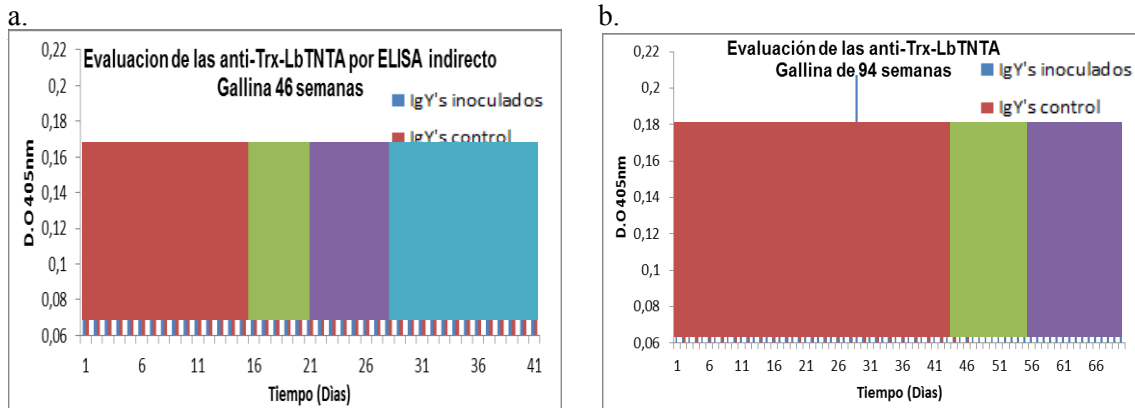 a.
0,22
0,2
0,18
0,16
0,14
0,12
0,1
0,08
0,06
D.O 405nm
Evaluacion de las anti-Trx-LbTNTA por ELISA indirecto
Gallina 46 semanas
IgY's inoculados
IgY's control
1 6 11 16 21 26 31 36 41
Tiempo (Dìas)
b.
0,22
0,2
0,18
0,16
0,14
0,12
0,1
0,08
0,06
D.O 405nm
Evaluación de las anti-Trx-LbTNTA
Gallina de 94 semanas
IgY's inoculados
IgY's control
1 6 11 16 21 26 31 36 41 46 51 56 61 66
Tiempo (Dìas)